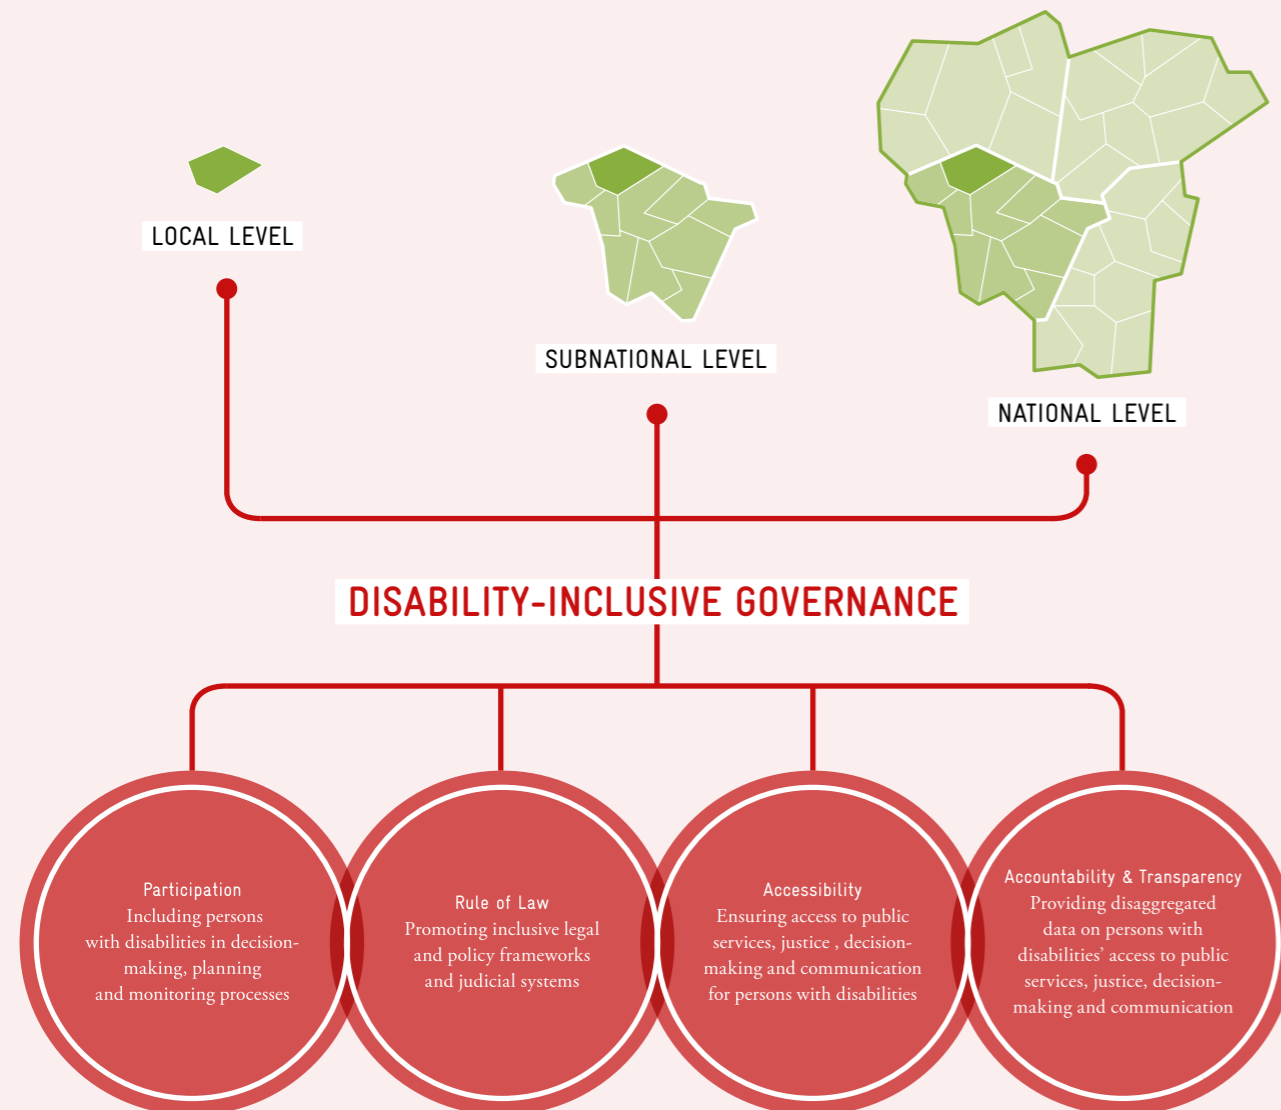 LOCAL LEVEL
SUBNATIONAL LEVEL
NATIONAL LEVEL
DISABILITY-INCLUSIVE GOVERNANCE
Participation
Including persons
with disabilities in decision-
making, planning
and monitoring processes
Rule of Law
Promoting inclusive legal
and policy frameworks
and judicial systems
Accessibility
Ensuring access to public
services, justice , decision-
making and communication
for persons with disabilities
Accountability & Transparency
Providing disaggregated
data on persons with
disabilities’ access to public
services, justice, decision-
making and communication